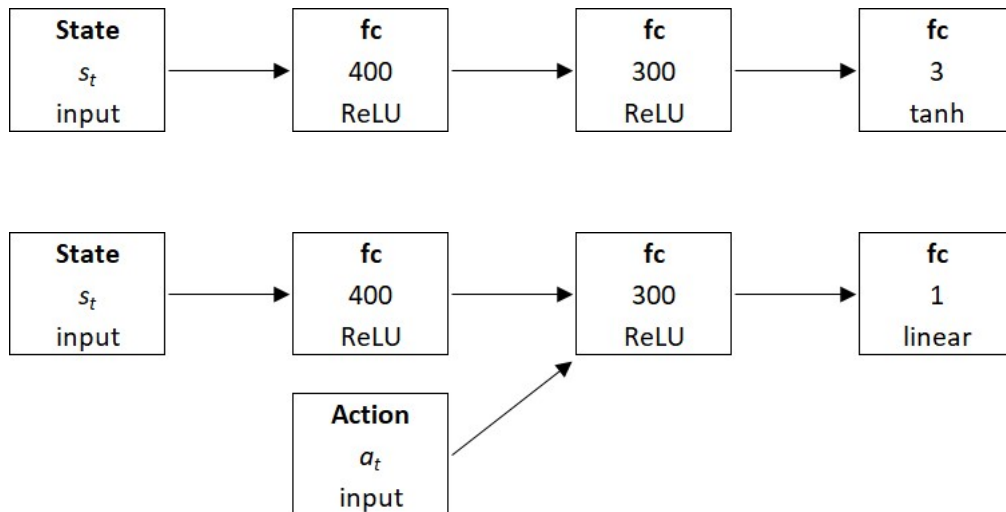 State
s_t
input
fc
400
ReLU
fc
300
ReLU
fc
3
tanh
State
s_t
input
fc
400
ReLU
fc
300
ReLU
fc
1
linear
Action
a_t
input